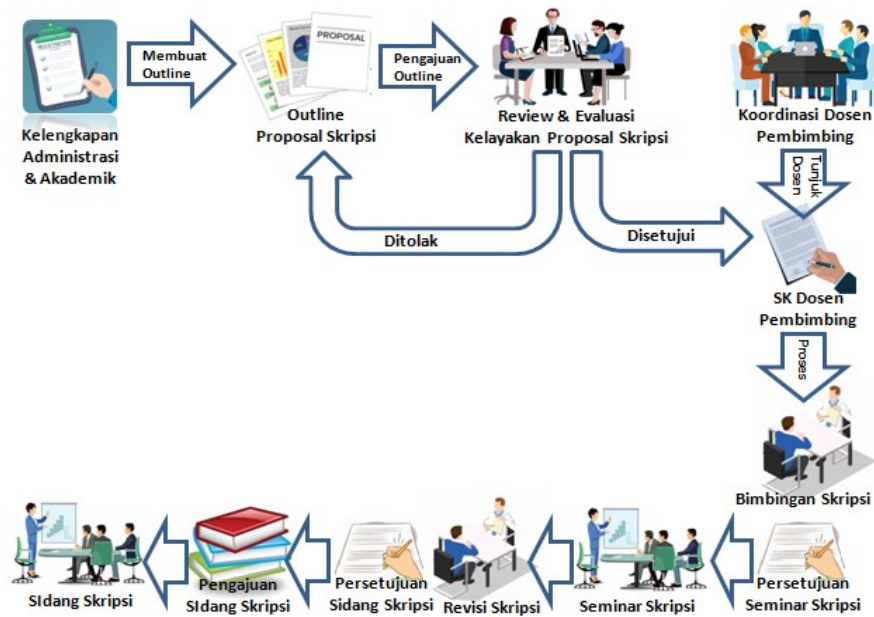 Membuat
Outline
PROPOSAL
Pengajuan
Outline
Kelengkapan
Administrasi
& Akademik
Outline
Proposal Skripsi
Review & Evaluasi
Kelayakan Proposal Skripsi
Koordinasi Dosen
Pembimbing
Tunjuk
Dosen
Ditolak
Disetujui
SK Dosen
Pembimbing
Proses
Bimbingan Skripsi
Persetujuan
Seminar Skripsi
Seminar Skripsi
Revisi Skripsi
Persetujuan
Sidang Skripsi
Pengajuan
SIdang Skripsi
SIdang Skripsi